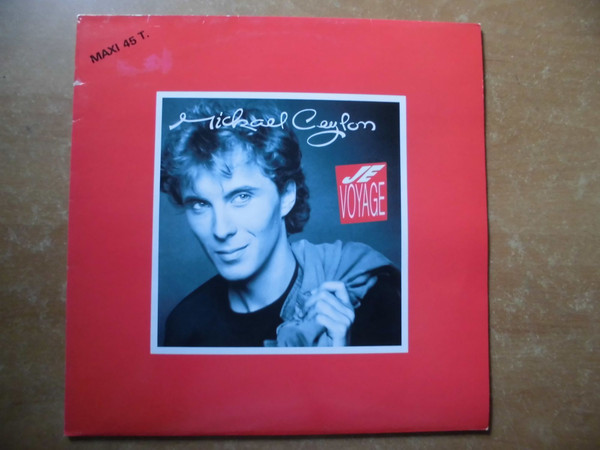 MAXI 45 T.
Mickael Ceylon
JE
VOYAGE